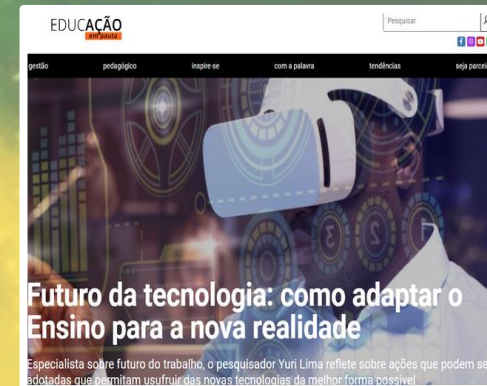 EDUCAÇÃO
em pauta
Pesquisar
gestão pedagógico inspire-se com a palavra tendências seja parcei
Futuro da tecnologia: como adaptar o
Ensino para a nova realidade
Especialista sobre futuro do trabalho, o pesquisador Yuri Lima reflete sobre ações que podem se
adotadas que permitam usufruir das novas tecnologias da melhor forma possível